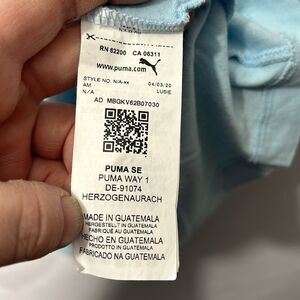 RN 62200 CA 06311
www.puma.com
STYLE NO. N/A-xx 04/03/20
AM LUSIE
N/A
AD MBGKV62B07030
PUMA SE
PUMA WAY 1
DE-91074
HERZOGENAURACH
MADE IN GUATEMALA
HERGESTELLT IN GUATEMALA
FABRIQUÉ AU GUATEMALA
HECHO EN GUATEMALA
PRODOTTO IN GUATEMALA
FABRICADO NA GUATEMALA